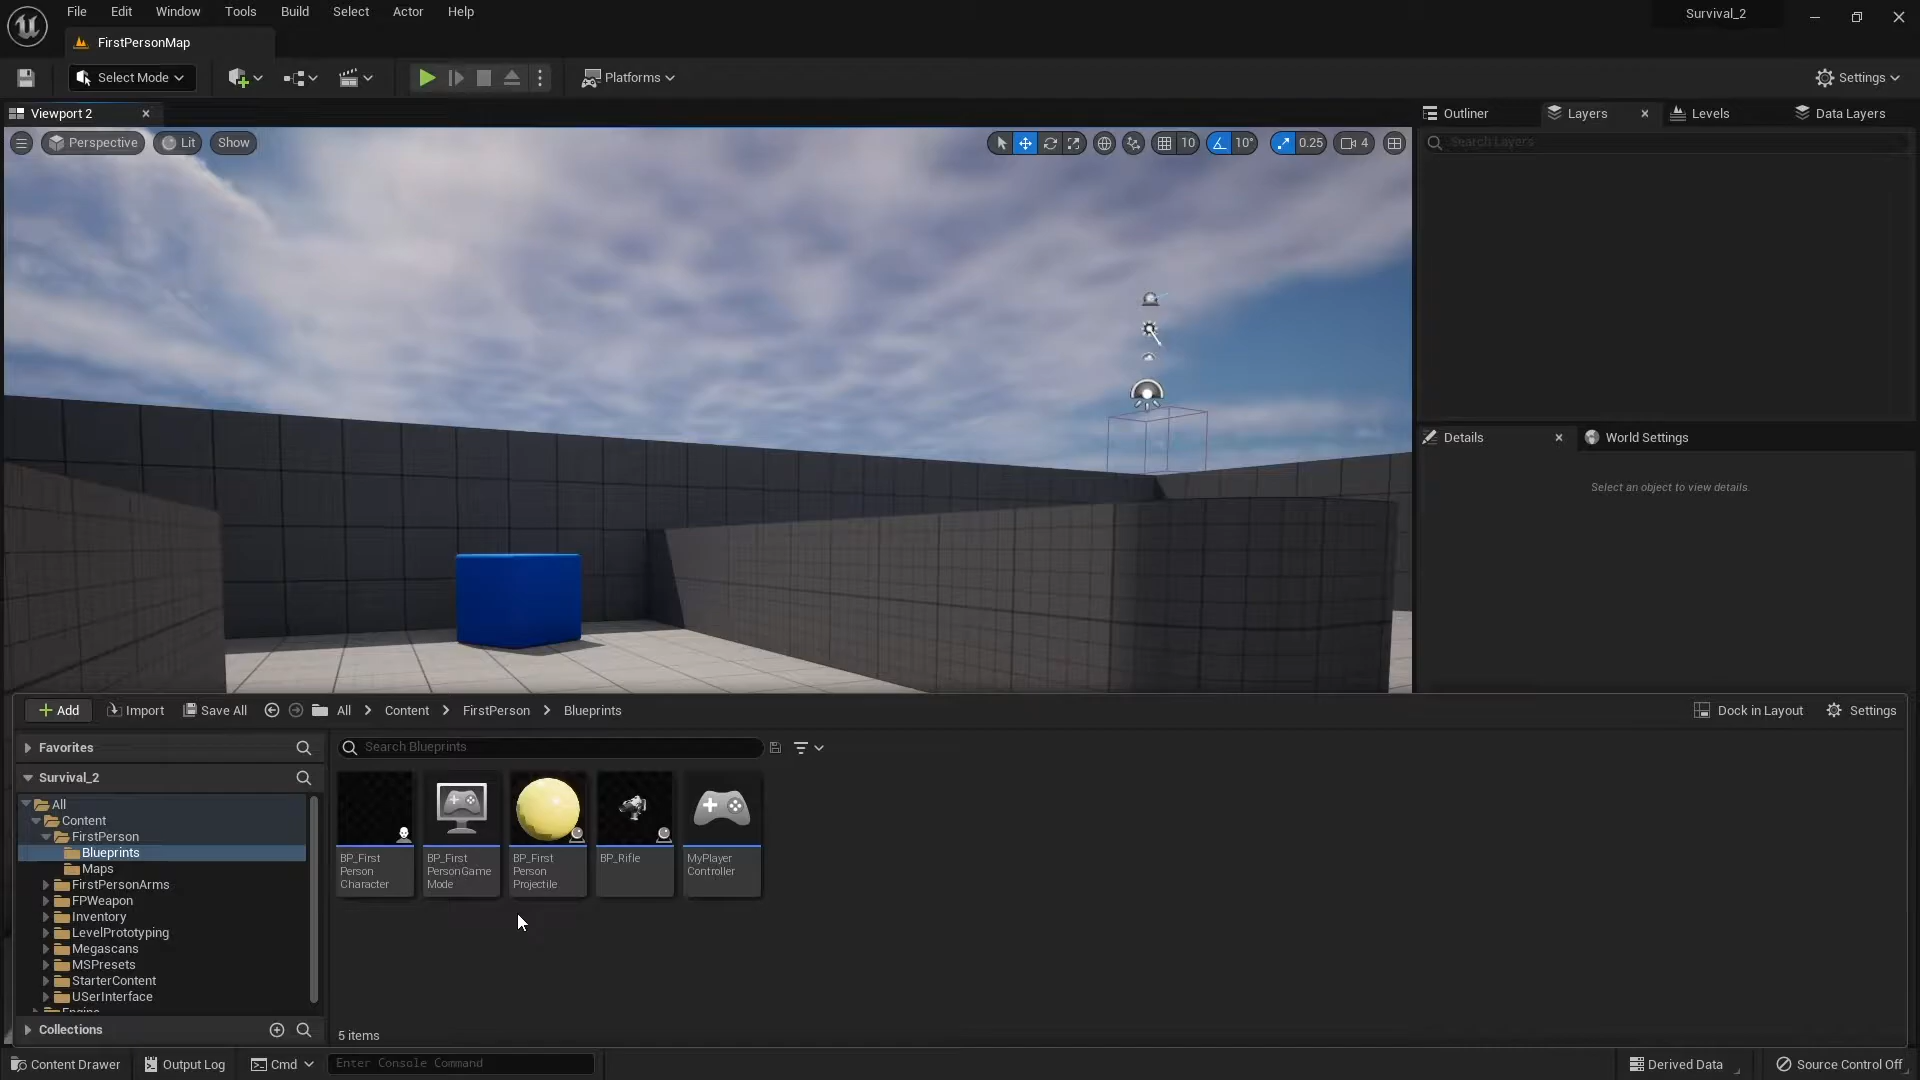 File Edit Window Tools Build Select Actor Help
Survival_2
FirstPersonMap
Select Mode
Platforms
Settings
Viewport 2
Outliner
Layers
Levels
Data Layers
Perspective
Lit
Show
10
10°
0.25
4
Search Layers
Details
World Settings
Select an object to view details.
Add
Import
Save All
All
Content
FirstPerson
Blueprints
Dock in Layout
Settings
Favorites
Search Blueprints
Survival_2
All
Content
FirstPerson
Blueprints
Maps
FirstPersonArms
FPWeapon
Inventory
LevelPrototyping
Megascans
MSPresets
StarterContent
USerInterface
Engine
BP_First
Person
Character
BP_First
PersonGame
Mode
BP_First
Person
Projectile
BP_Rifle
MyPlayer
Controller
Collections
5 items
Content Drawer
Output Log
Cmd
Enter Console Command
Derived Data
Source Control Off